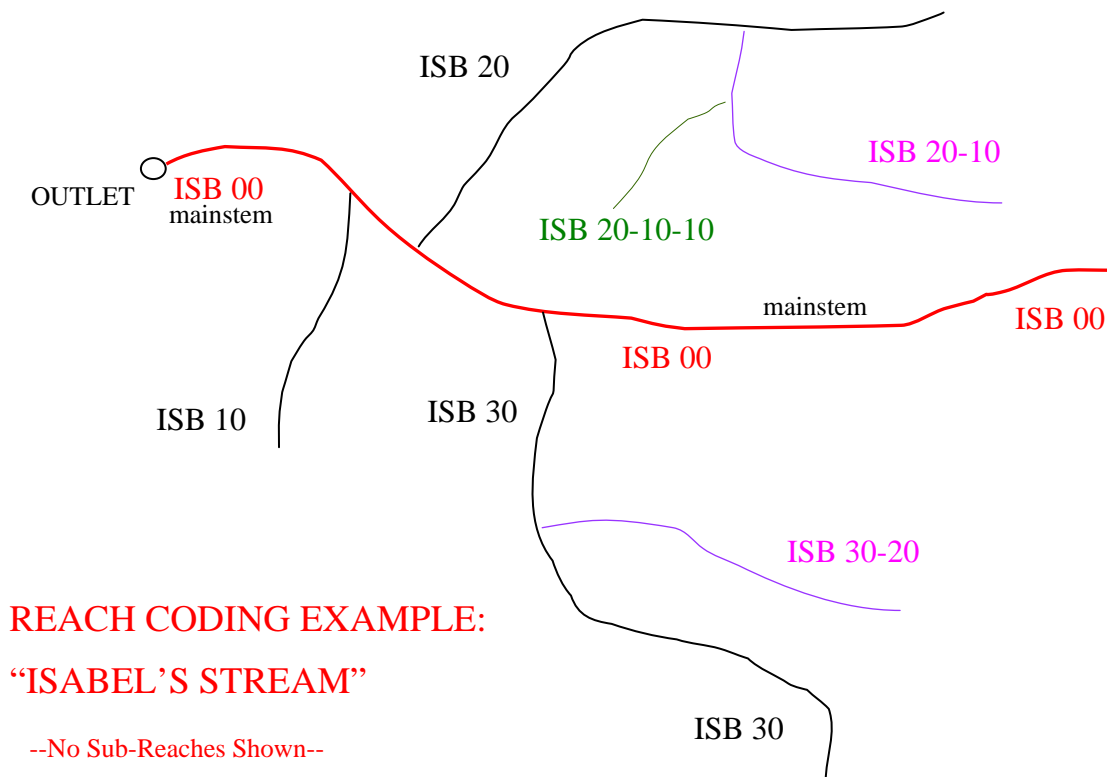 ISB 20
ISB 20-10
OUTLET
ISB 00
mainstem
ISB 20-10-10
mainstem
ISB 00
ISB 00
ISB 10
ISB 30
ISB 30-20
REACH CODING EXAMPLE:
“ISABEL’S STREAM”
--No Sub-Reaches Shown--
ISB 30